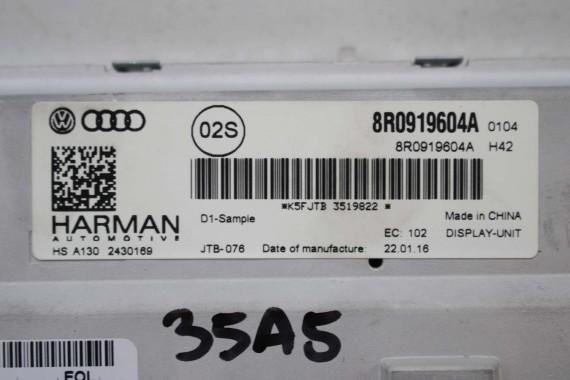 02S
8R0919604A 0104
8R0919604A H42
*K5FJTB 3519822 *
HARMAN
AUTOMOTIVE
HS A130 2430169
D1-Sample
Made in CHINA
EC: 102 DISPLAY-UNIT
JTB-076 Date of manufacture: 22.01.16
35A5
EOL